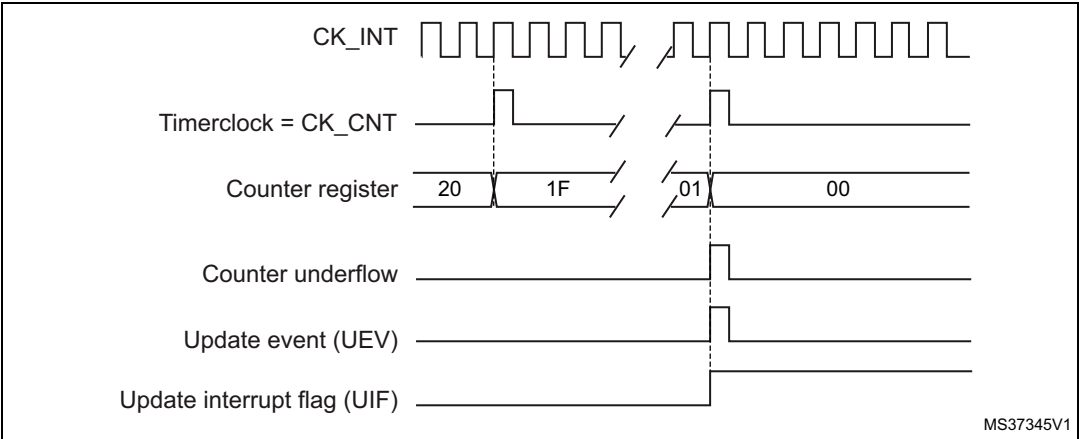 CK_INT
Timerclock = CK_CNT
Counter register 20 1F 01 00
Counter underflow
Update event (UEV)
Update interrupt flag (UIF)
MS37345V1